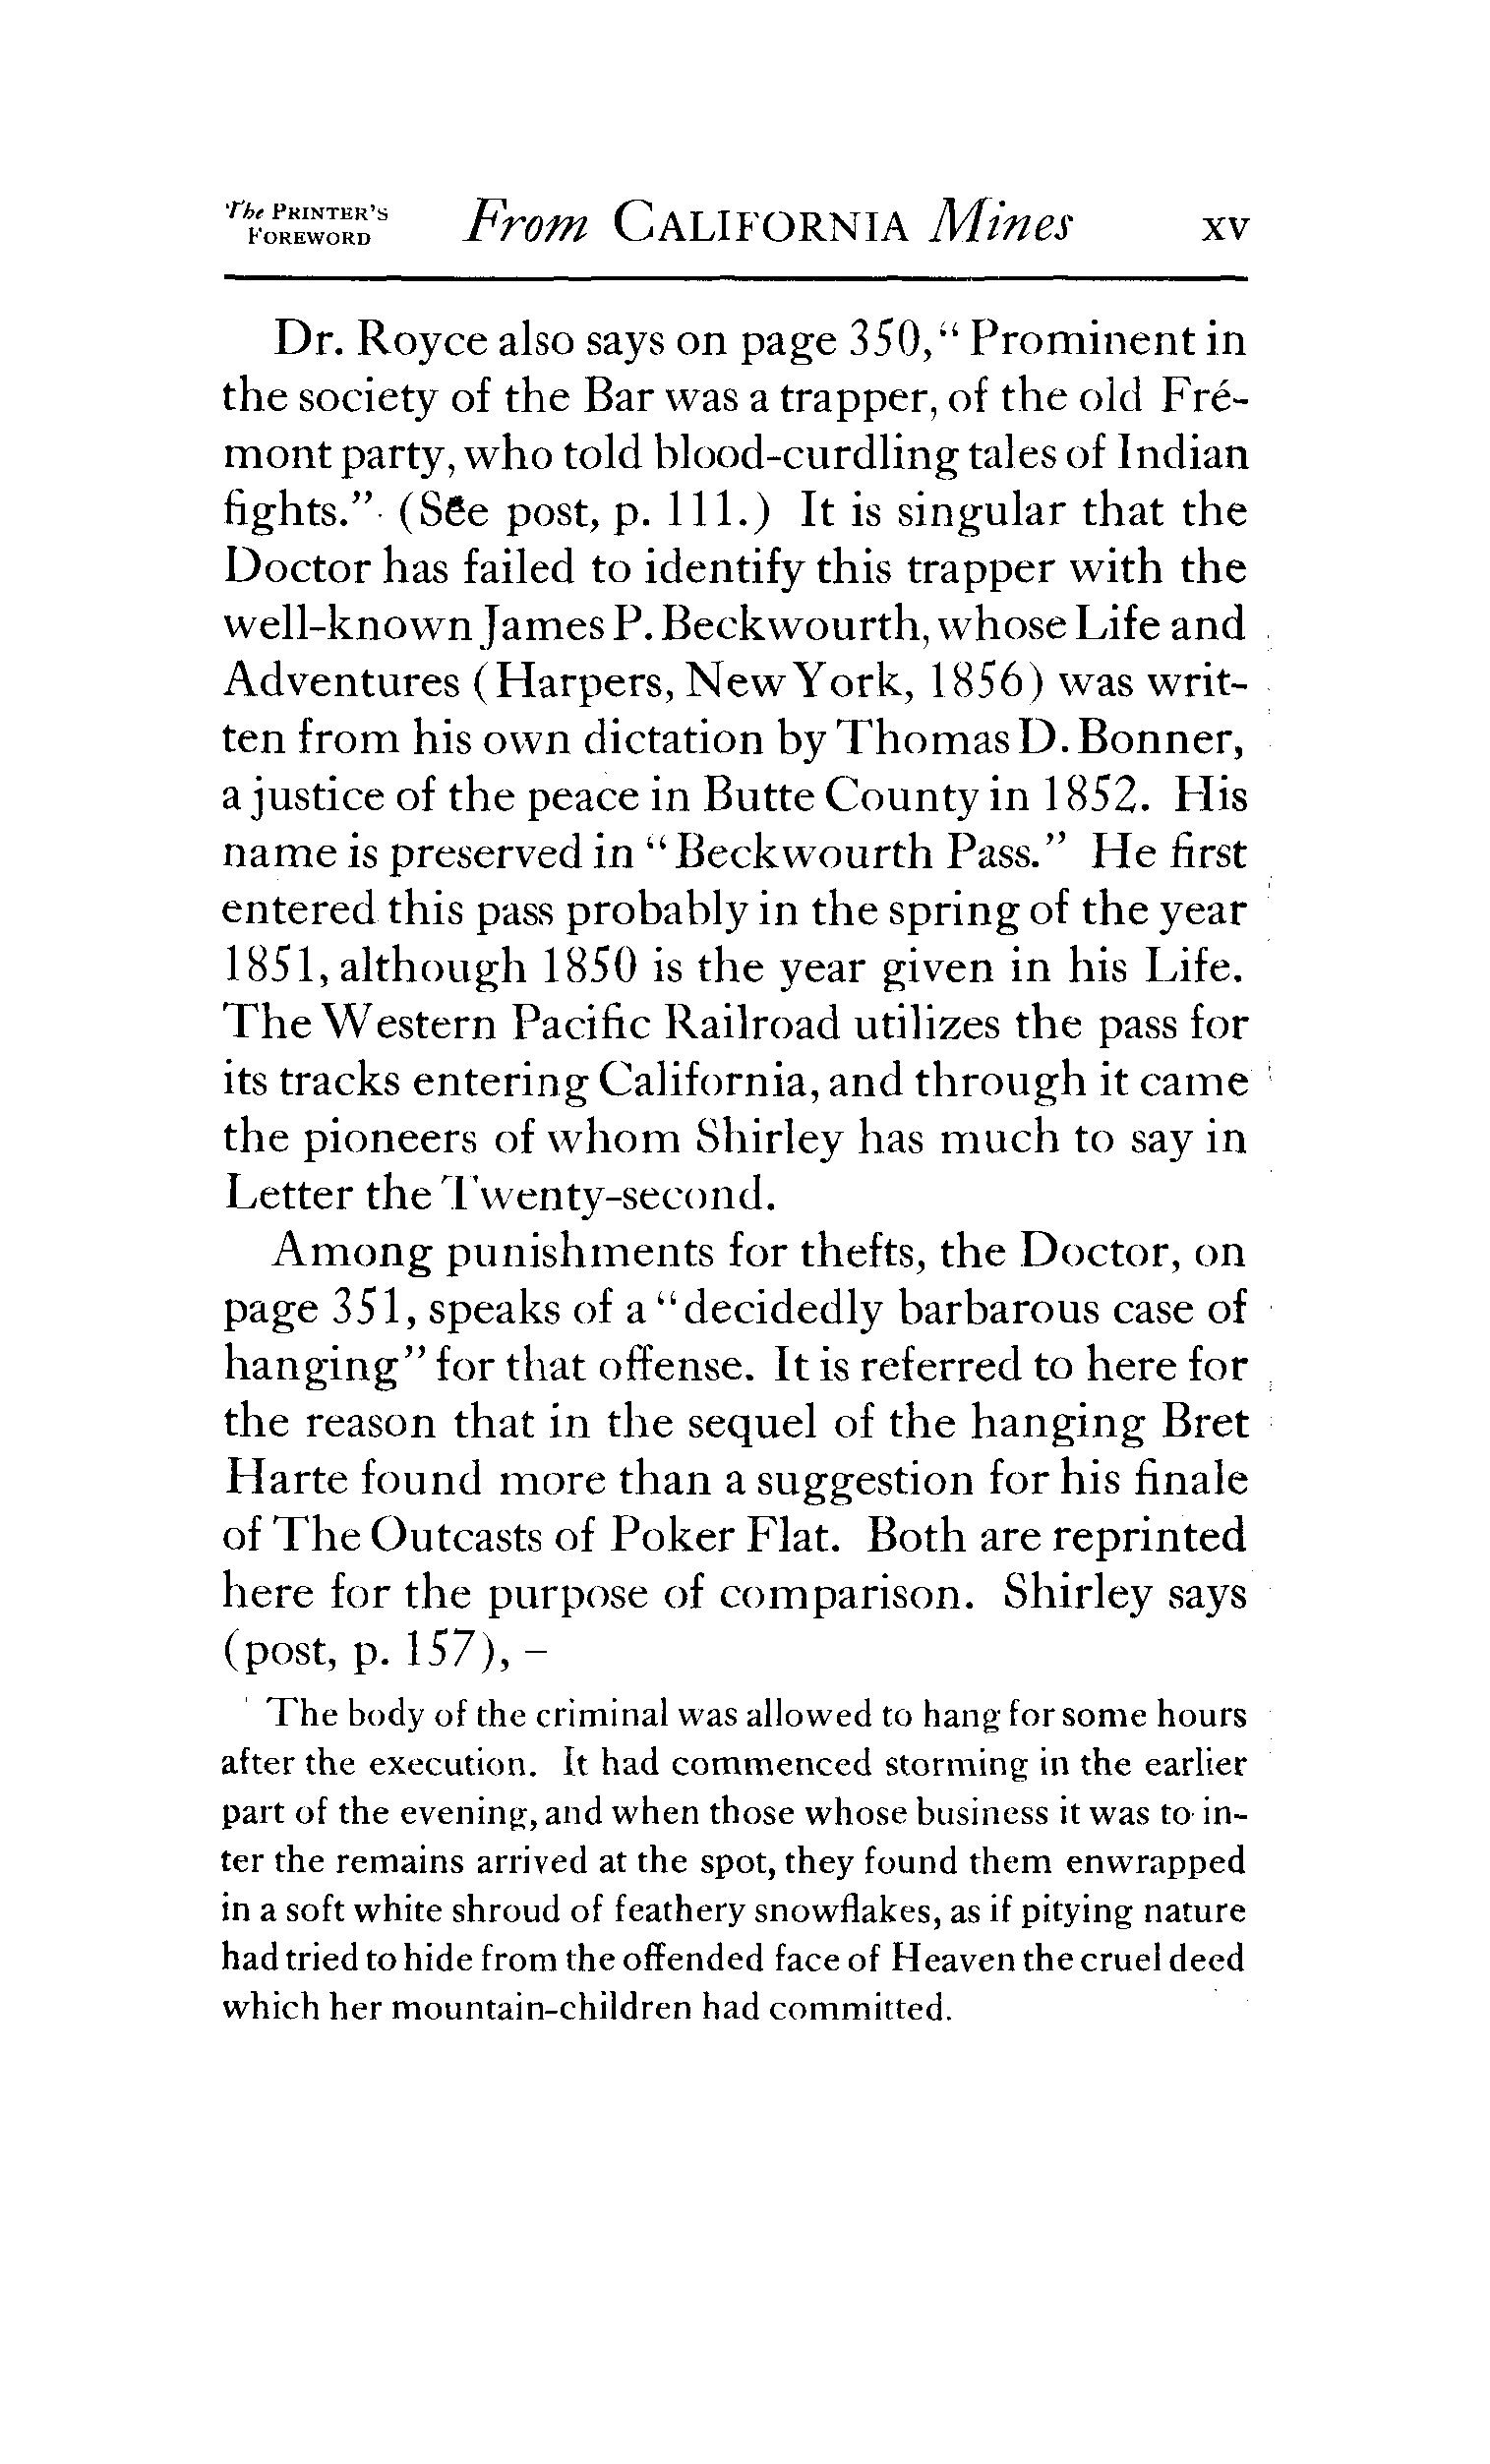 The PRINTER'S
FOREWORD
From CALIFORNIA Mines
xv
Dr. Royce also says on page 350, "Prominent in
the society of the Bar was a trapper, of the old Fré-
mont party, who told blood-curdling tales of Indian
fights." (See post, p. 111.) It is singular that the
Doctor has failed to identify this trapper with the
well-known James P. Beckwourth, whose Life and
Adventures (Harpers, New York, 1856) was writ-
ten from his own dictation by Thomas D. Bonner,
a justice of the peace in Butte County in 1852. His
name is preserved in "Beckwourth Pass." He first
entered this pass probably in the spring of the year
1851, although 1850 is the year given in his Life.
The Western Pacific Railroad utilizes the pass for
its tracks entering California, and through it came
the pioneers of whom Shirley has much to say in
Letter the Twenty-second.
Among punishments for thefts, the Doctor, on
page 351, speaks of a "decidedly barbarous case of
hanging" for that offense. It is referred to here for
the reason that in the sequel of the hanging Bret
Harte found more than a suggestion for his finale
of The Outcasts of Poker Flat. Both are reprinted
here for the purpose of comparison. Shirley says
(post, p. 157), –
The body of the criminal was allowed to hang for some hours
after the execution. It had commenced storming in the earlier
part of the evening, and when those whose business it was to in-
ter the remains arrived at the spot, they found them enwrapped
in a soft white shroud of feathery snowflakes, as if pitying nature
had tried to hide from the offended face of Heaven the cruel deed
which her mountain-children had committed.